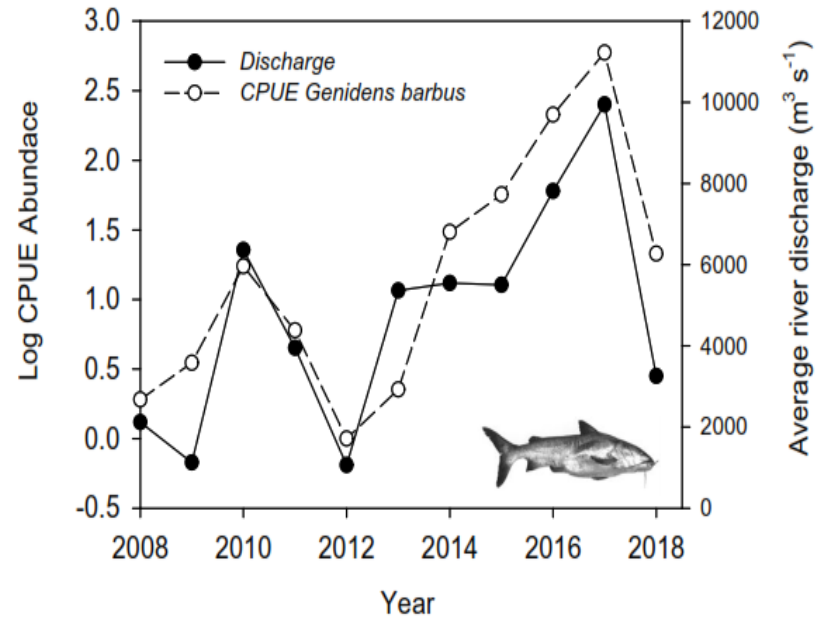 Discharge
CPUE Genidens barbus
Log CPUE Abundace
3.0
2.5
2.0
1.5
1.0
0.5
0.0
-0.5
12000
10000
8000
6000
4000
2000
0
Average river discharge (m³ s⁻¹)
2008 2010 2012 2014 2016 2018
Year